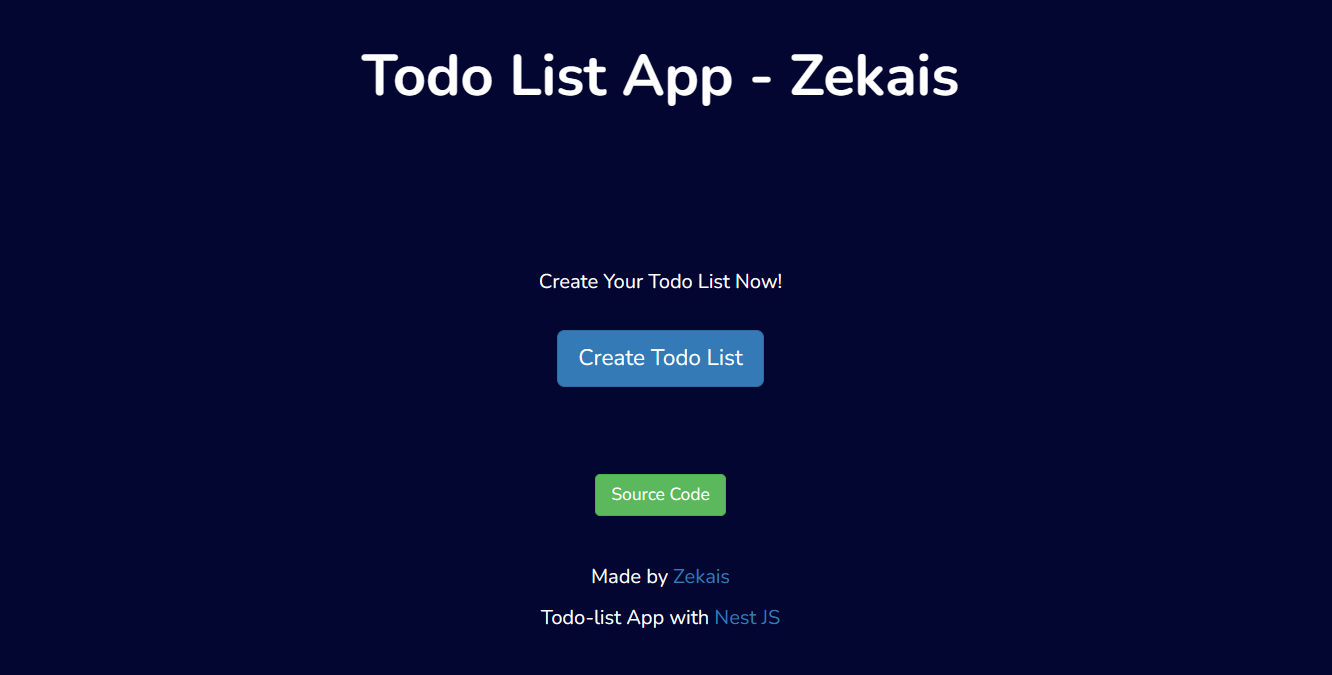 Todo List App - Zekais
Create Your Todo List Now!
Create Todo List
Source Code
Made by Zekais
Todo-list App with Nest JS